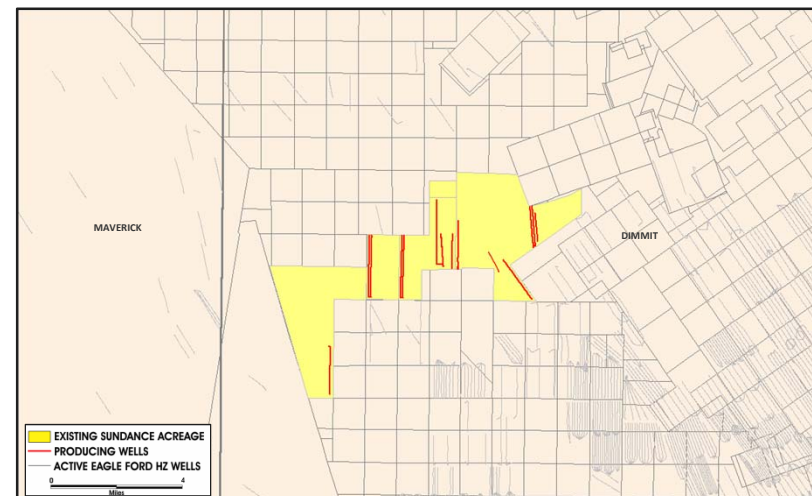 MAVERICK
DIMMIT
EXISTING SUNDANCE ACREAGE
PRODUCING WELLS
ACTIVE EAGLE FORD HZ WELLS
0 4
Miles